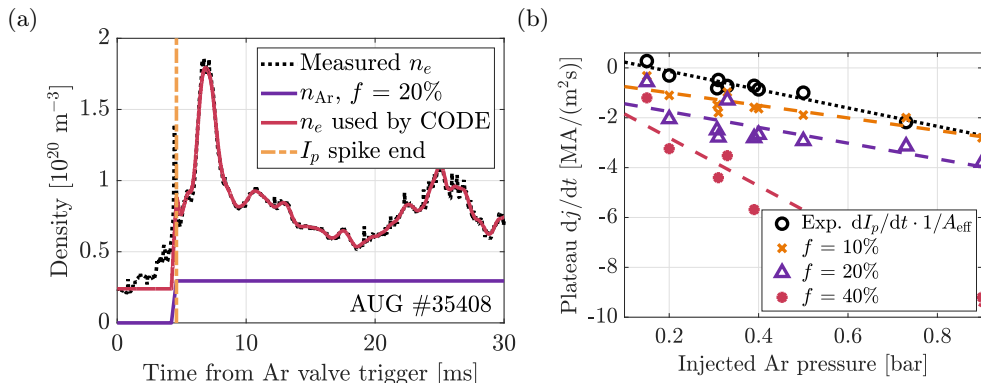 (a)
2
1.5
1
0.5
0
0
10
20
30
Density [10^20 m^−3]
Time from Ar valve trigger [ms]
Measured n_e
n_Ar, f = 20%
n_e used by CODE
I_p spike end
AUG #35408
(b)
0
-2
-4
-6
-8
-10
0.2
0.4
0.6
0.8
Plateau dj/dt [MA/(m²s)]
Injected Ar pressure [bar]
Exp. dI_p/dt · 1/A_eff
f = 10%
f = 20%
f = 40%